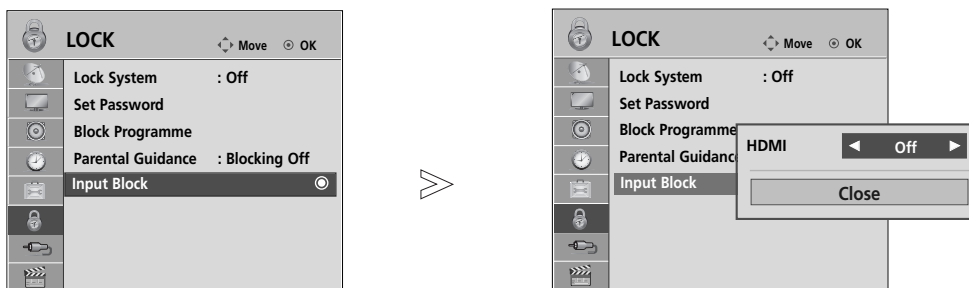 LOCK
Move OK
Lock System : Off
Set Password
Block Programme
Parental Guidance : Blocking Off
Input Block
LOCK
Move OK
Lock System : Off
Set Password
Block Programme
Parental Guidanc
Input Block
HDMI Off
Close